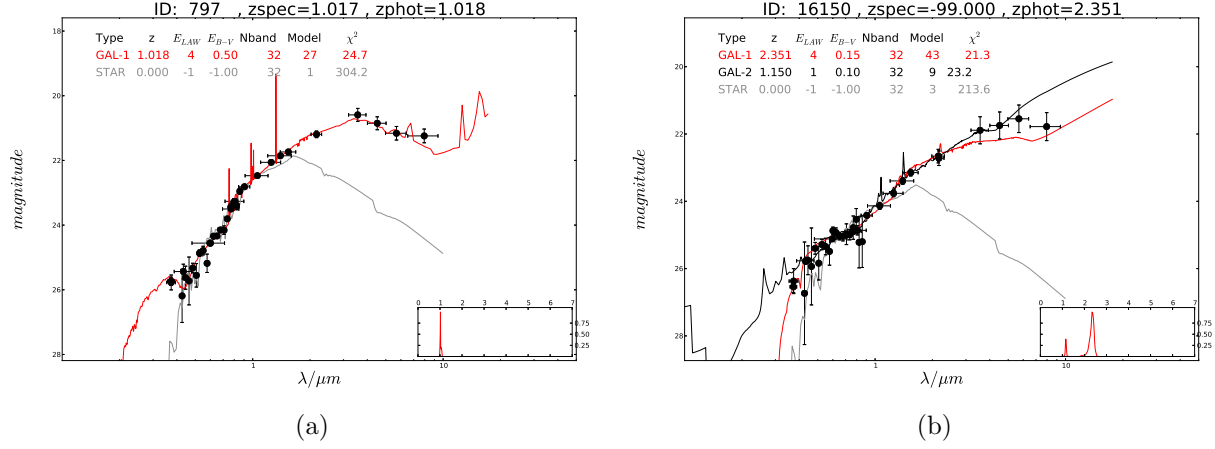 ID: 797 , zspec=1.017 , zphot=1.018
Type z E_LAW E_B−V Nband Model χ²
GAL-1 1.018 4 0.50 32 27 24.7
STAR 0.000 -1 -1.00 32 1 304.2
magnitude
18
20
22
24
26
28
0 1 2 3 4 5 6 7
0.75
0.50
0.25
1 10
λ/μm
(a)
ID: 16150 , zspec=-99.000 , zphot=2.351
Type z E_LAW E_B−V Nband Model χ²
GAL-1 2.351 4 0.15 32 43 21.3
GAL-2 1.150 1 0.10 32 9 23.2
STAR 0.000 -1 -1.00 32 3 213.6
magnitude
20
22
24
26
28
0 1 2 3 4 5 6 7
0.75
0.50
0.25
1 10
λ/μm
(b)